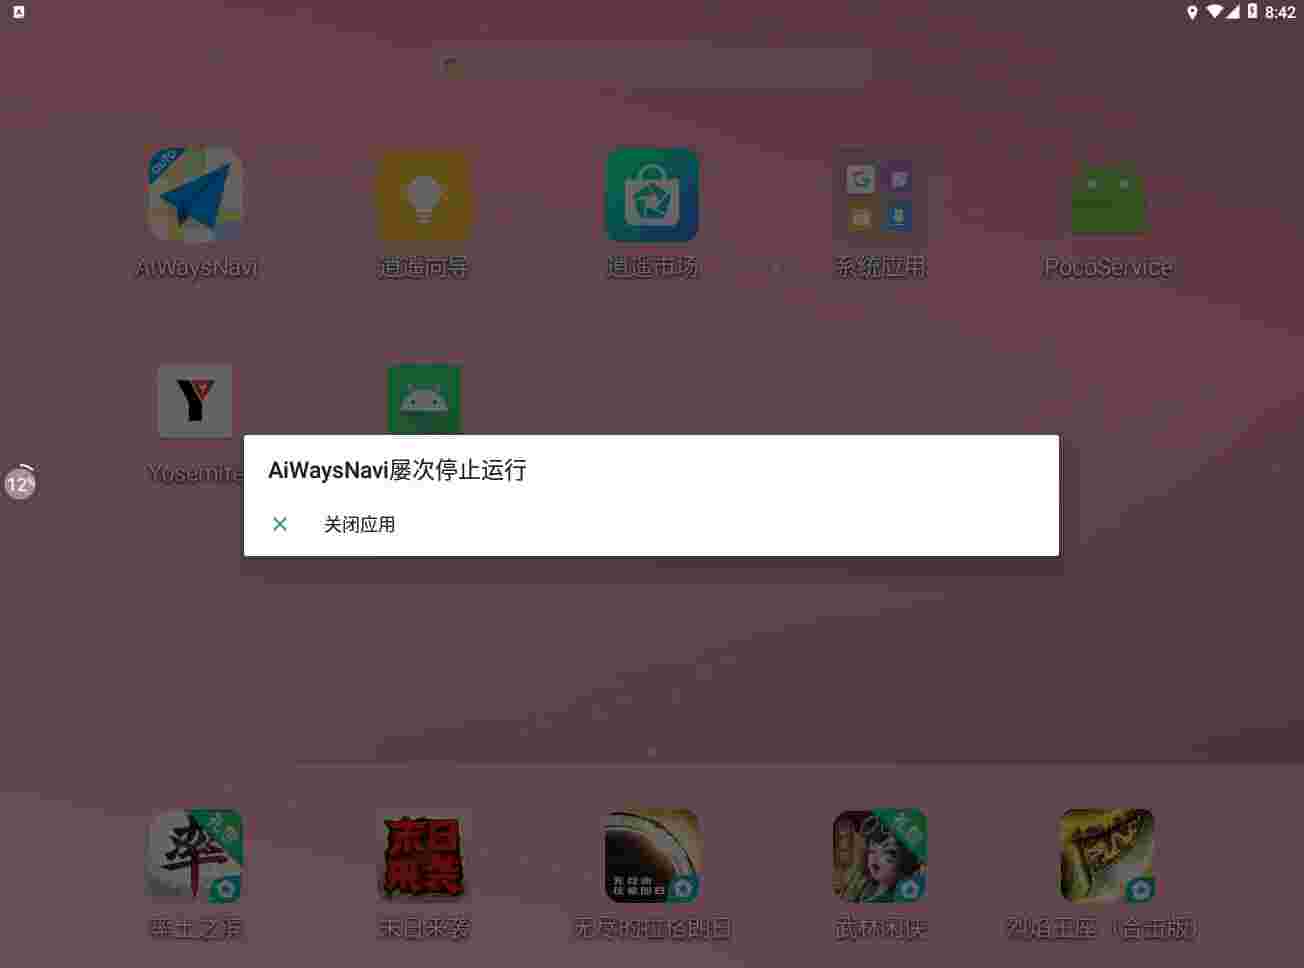 8:42
AiWaysNavi
逍遥向导
逍遥市场
系统应用
PocoService
Yosemite
AiWaysNavi屡次停止运行
关闭应用
12%
率土之滨
末日来袭
无尽的拉格朗日
武林闲侠
烈焰王座（合击版）